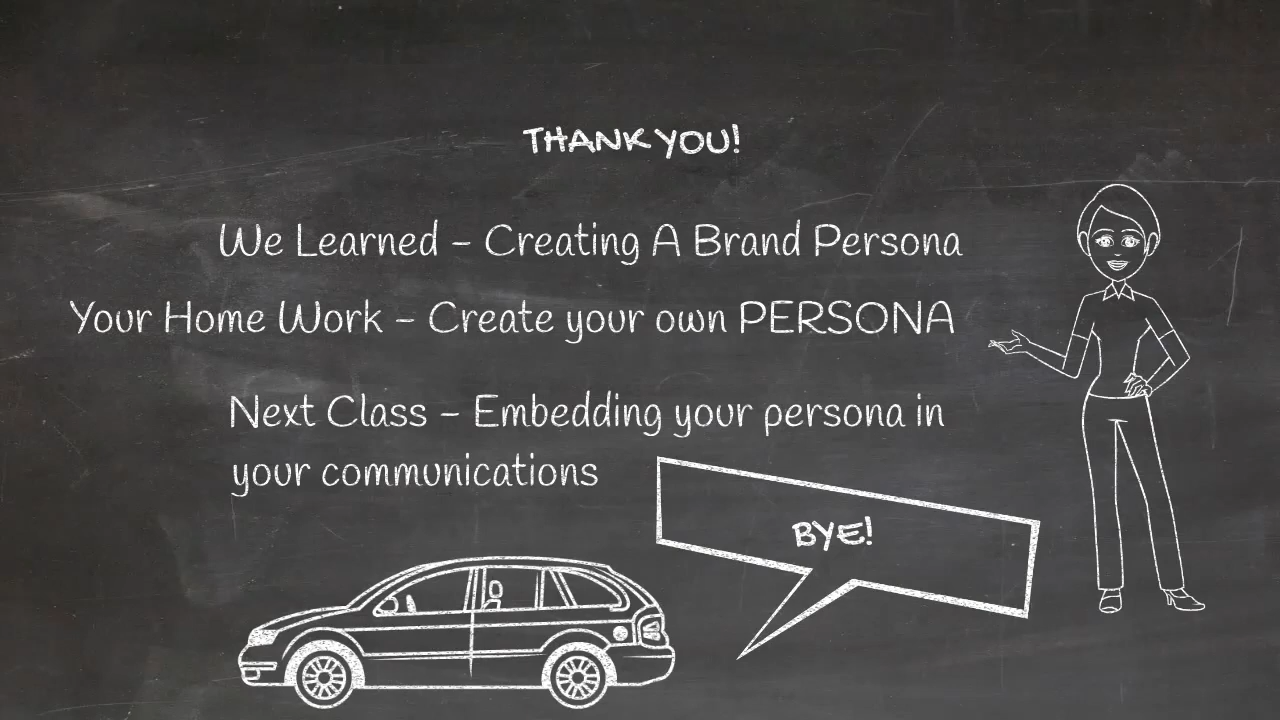 THANK YOU!
We Learned - Creating A Brand Persona
Your Home Work - Create your own PERSONA
Next Class - Embedding your persona in
your communications
BYE!